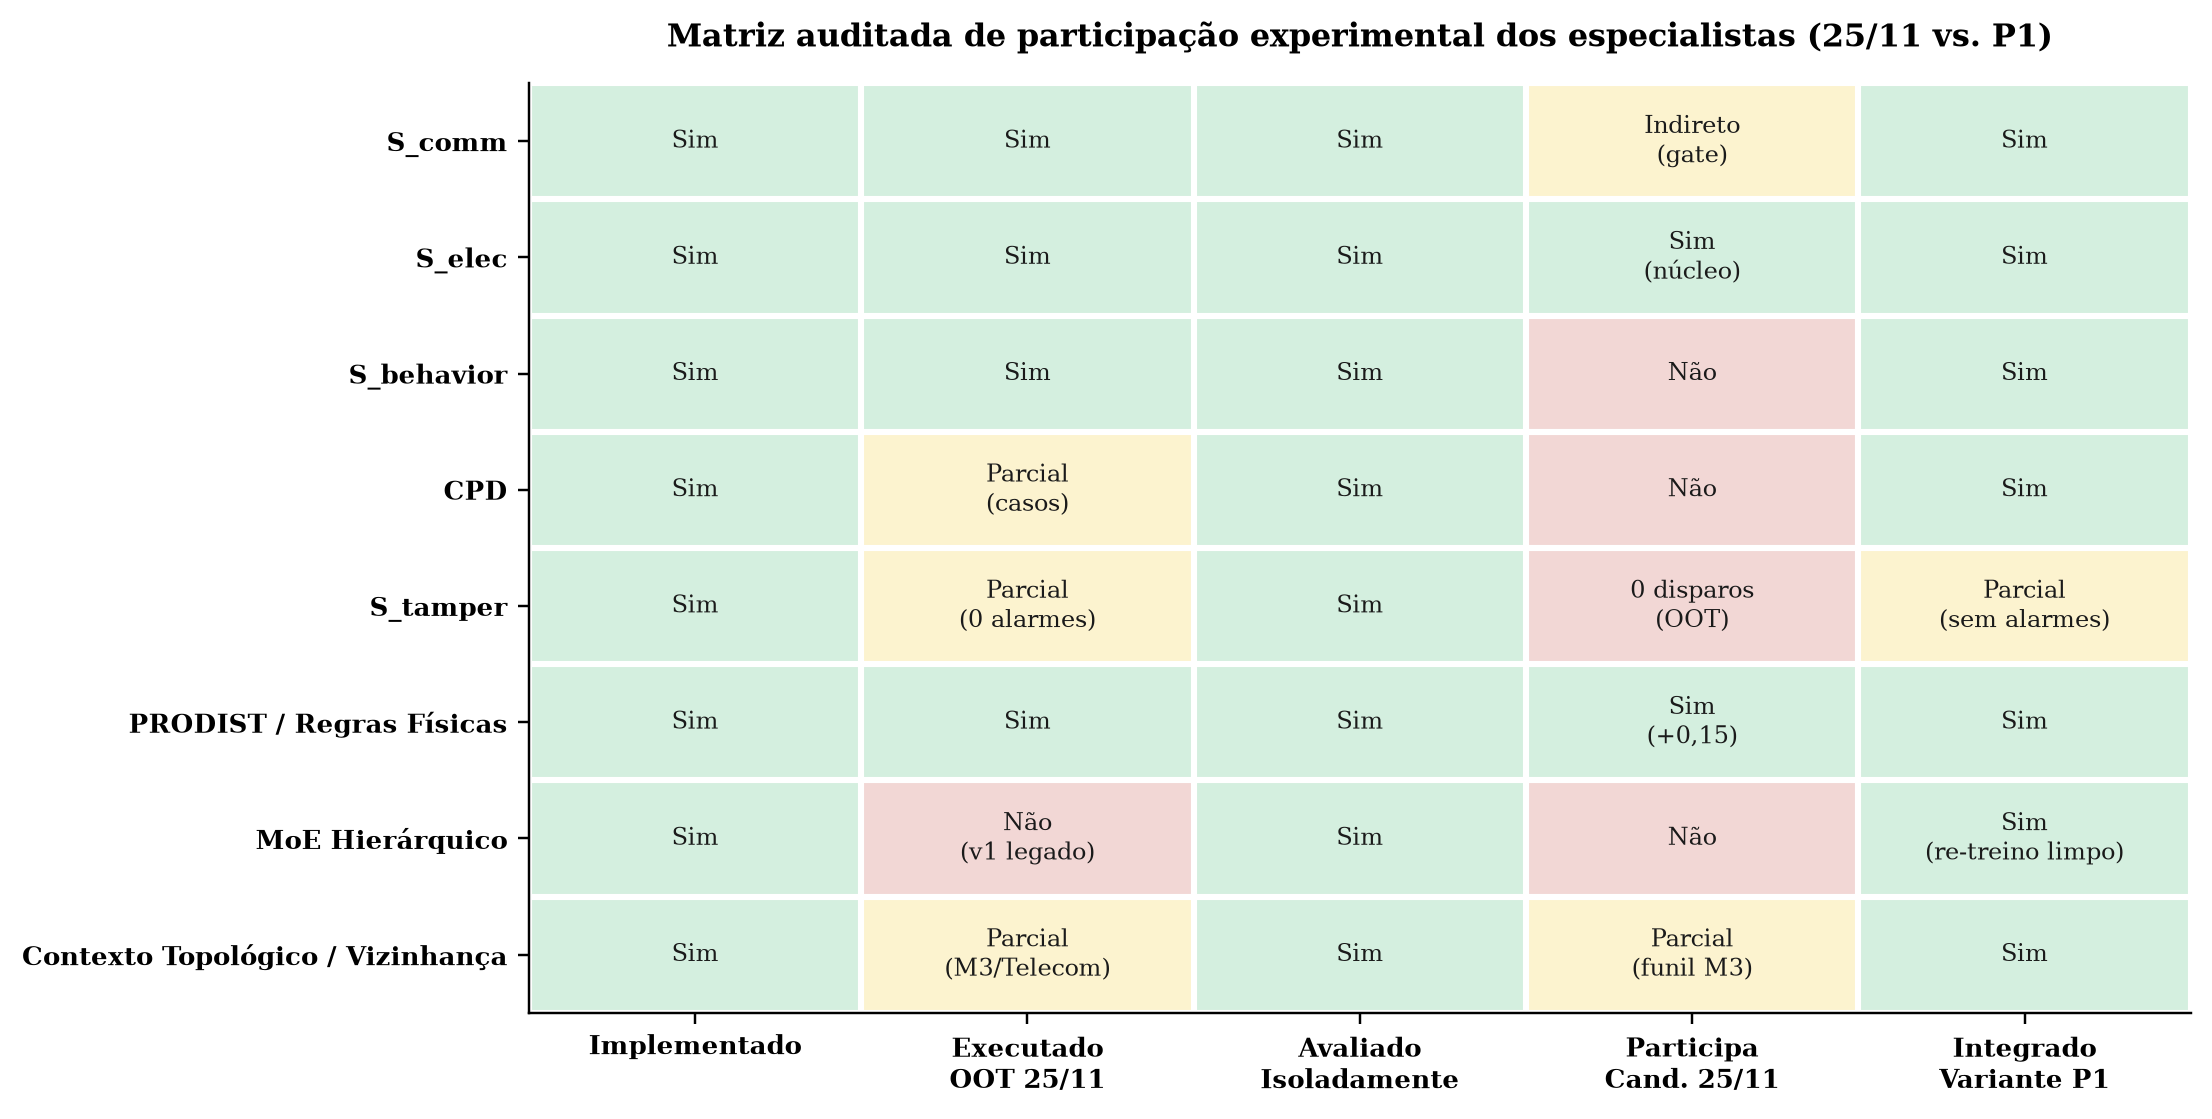 Matriz auditada de participação experimental dos especialistas (25/11 vs. P1)
S_comm
Sim
Sim
Sim
Indireto
(gate)
Sim
S_elec
Sim
Sim
Sim
Sim
(núcleo)
Sim
S_behavior
Sim
Sim
Sim
Não
Sim
CPD
Sim
Parcial
(casos)
Sim
Não
Sim
S_tamper
Sim
Parcial
(0 alarmes)
Sim
0 disparos
(OOT)
Parcial
(sem alarmes)
PRODIST / Regras Físicas
Sim
Sim
Sim
Sim
(+0,15)
Sim
MoE Hierárquico
Sim
Não
(v1 legado)
Sim
Não
Sim
(re-treino limpo)
Contexto Topológico / Vizinhança
Sim
Parcial
(M3/Telecom)
Sim
Parcial
(funil M3)
Sim
Implementado
Executado
OOT 25/11
Avaliado
Isoladamente
Participa
Cand. 25/11
Integrado
Variante P1